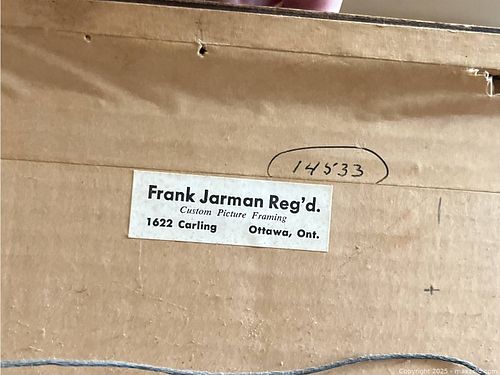 14533
Frank Jarman Reg'd.
Custom Picture Framing
1622 Carling Ottawa, Ont.